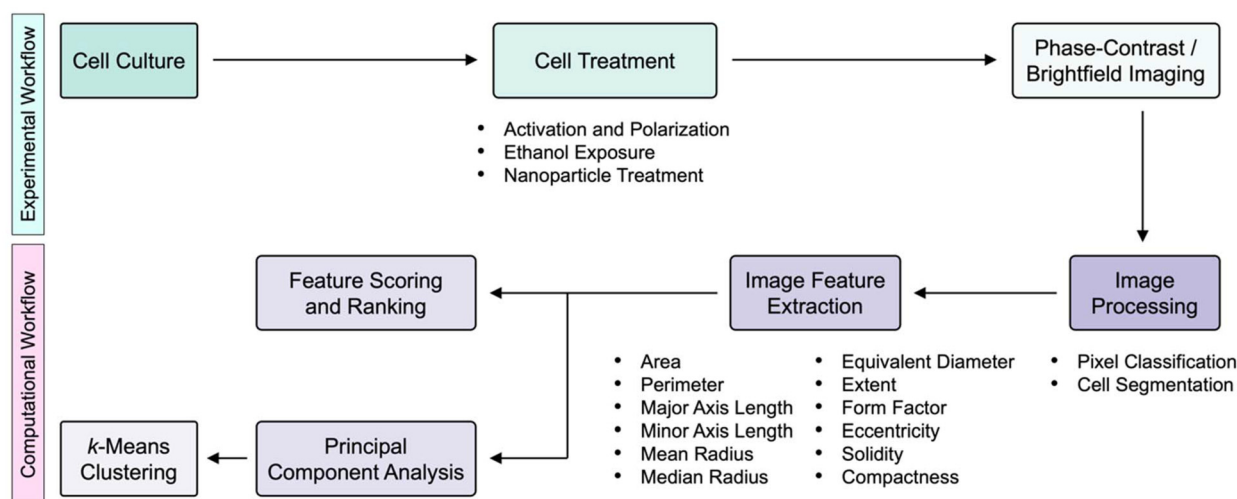 Experimental Workflow
Cell Culture
Cell Treatment
Phase-Contrast /
Brightfield Imaging
• Activation and Polarization
• Ethanol Exposure
• Nanoparticle Treatment
Computational Workflow
Feature Scoring
and Ranking
Image Feature
Extraction
Image
Processing
• Area
• Perimeter
• Major Axis Length
• Minor Axis Length
• Mean Radius
• Median Radius
• Equivalent Diameter
• Extent
• Form Factor
• Eccentricity
• Solidity
• Compactness
• Pixel Classification
• Cell Segmentation
k-Means
Clustering
Principal
Component Analysis